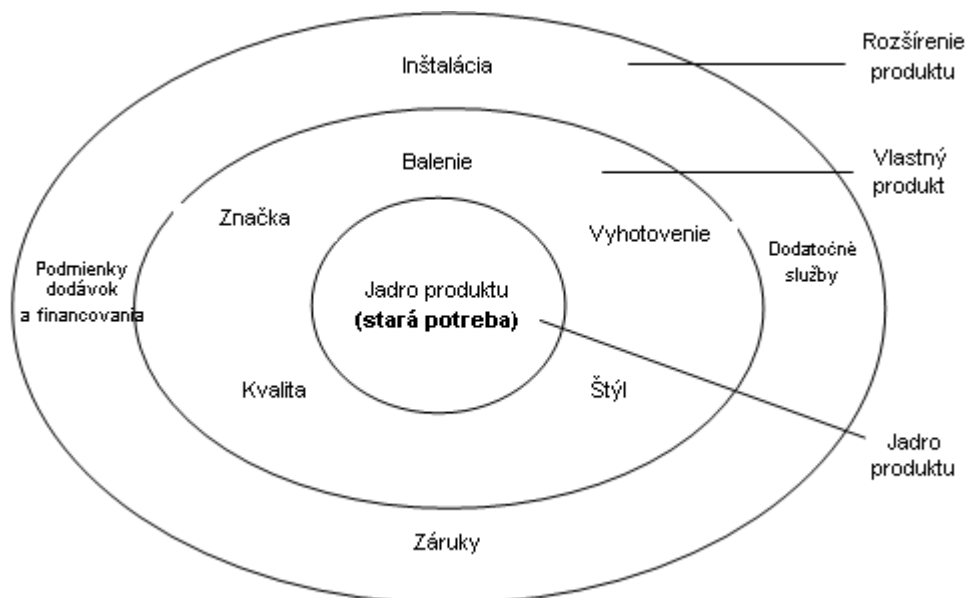 Inštalácia
Rozšírenie
produktu
Balenie
Vlastný
produkt
Značka
Vyhotovenie
Podmienky
dodávok
a financovania
Dodatočné
služby
Jadro produktu
(stará potreba)
Kvalita
Štýl
Jadro
produktu
Záruky